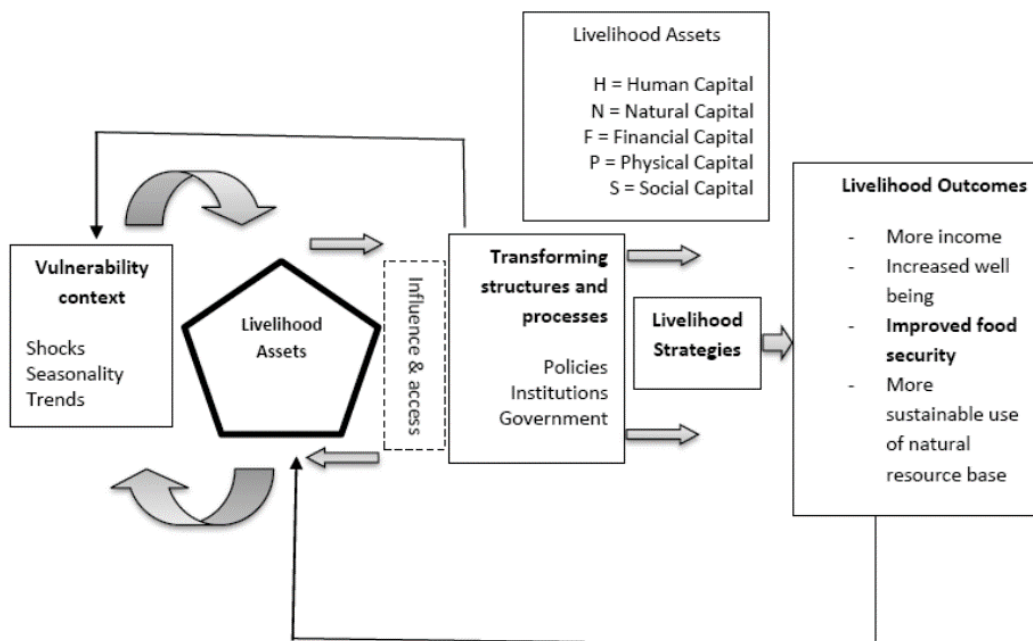 Livelihood Assets
H = Human Capital
N = Natural Capital
F = Financial Capital
P = Physical Capital
S = Social Capital
Vulnerability
context
Shocks
Seasonality
Trends
Livelihood
Assets
Influence & access
Transforming
structures and
processes
Policies
Institutions
Government
Livelihood
Strategies
Livelihood Outcomes
- More income
- Increased well
being
- Improved food
security
- More
sustainable use
of natural
resource base